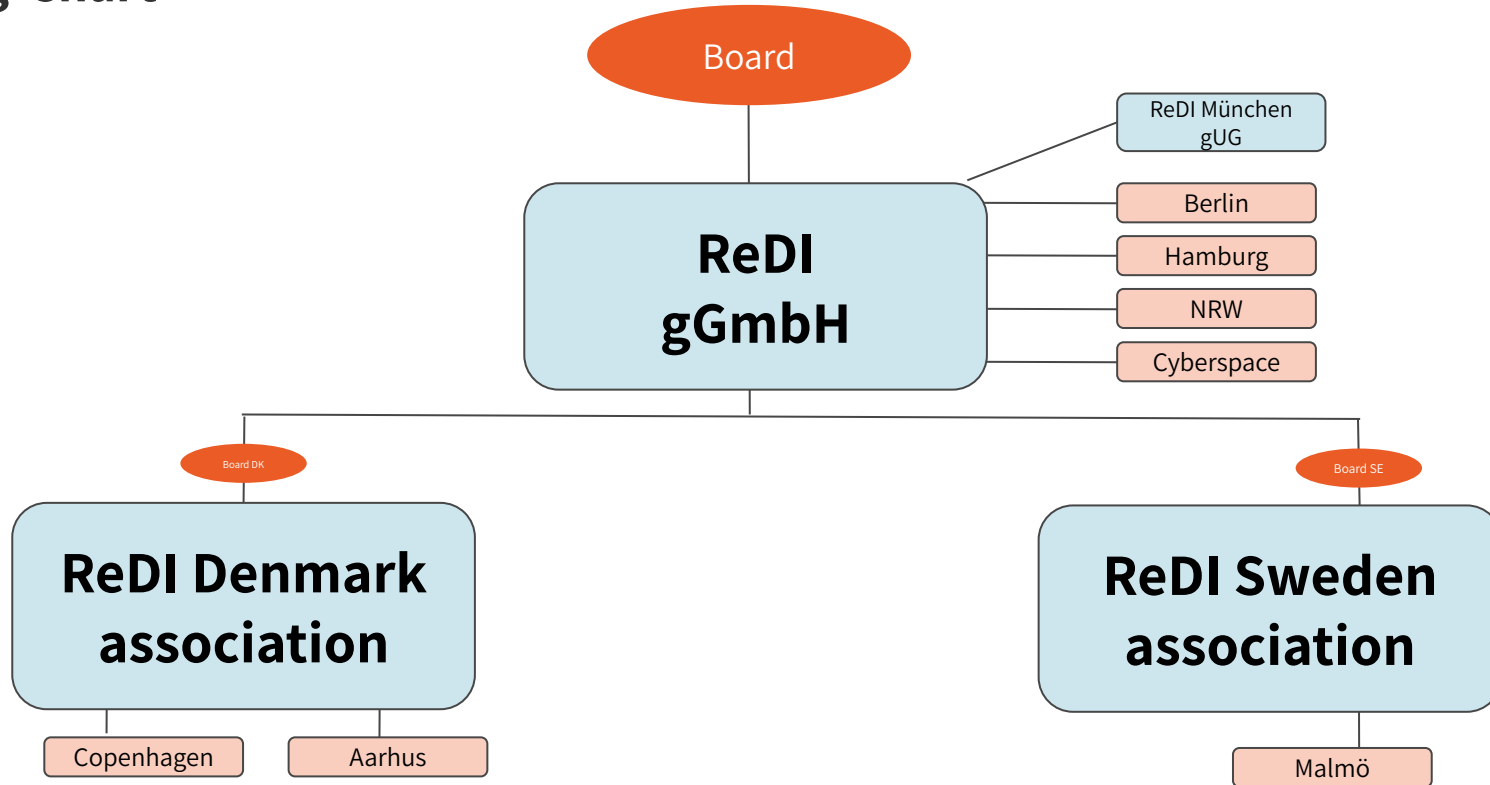 Board
ReDI München
gUG
Berlin
ReDI
gGmbH
Hamburg
NRW
Cyberspace
Board DK
Board SE
ReDI Denmark
association
ReDI Sweden
association
Copenhagen
Aarhus
Malmö